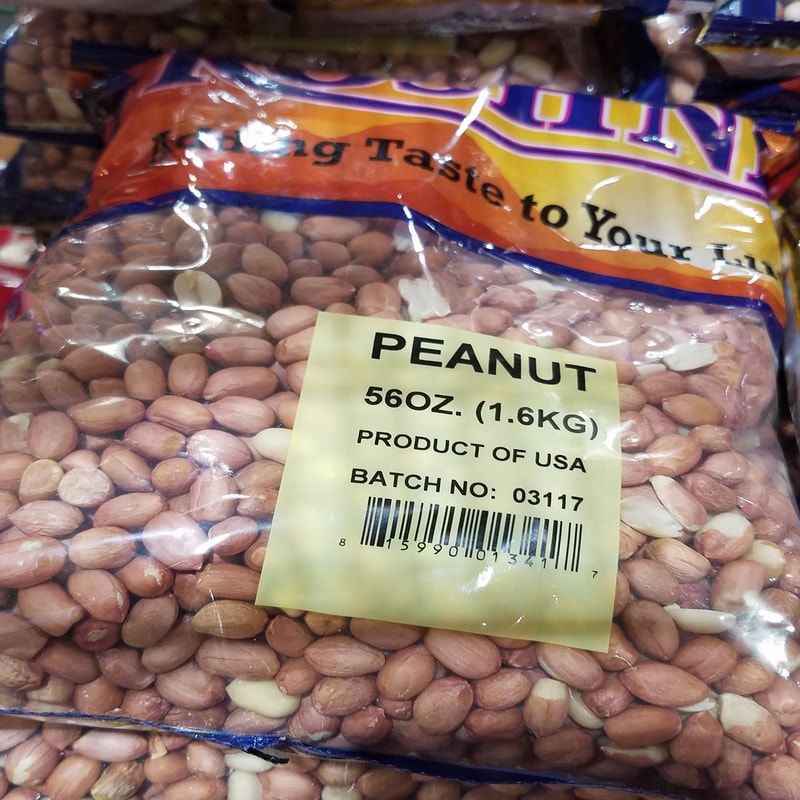 Adding Taste to Your
PEANUT
56OZ. (1.6KG)
PRODUCT OF USA
BATCH NO: 03117
8 15990 01341 7